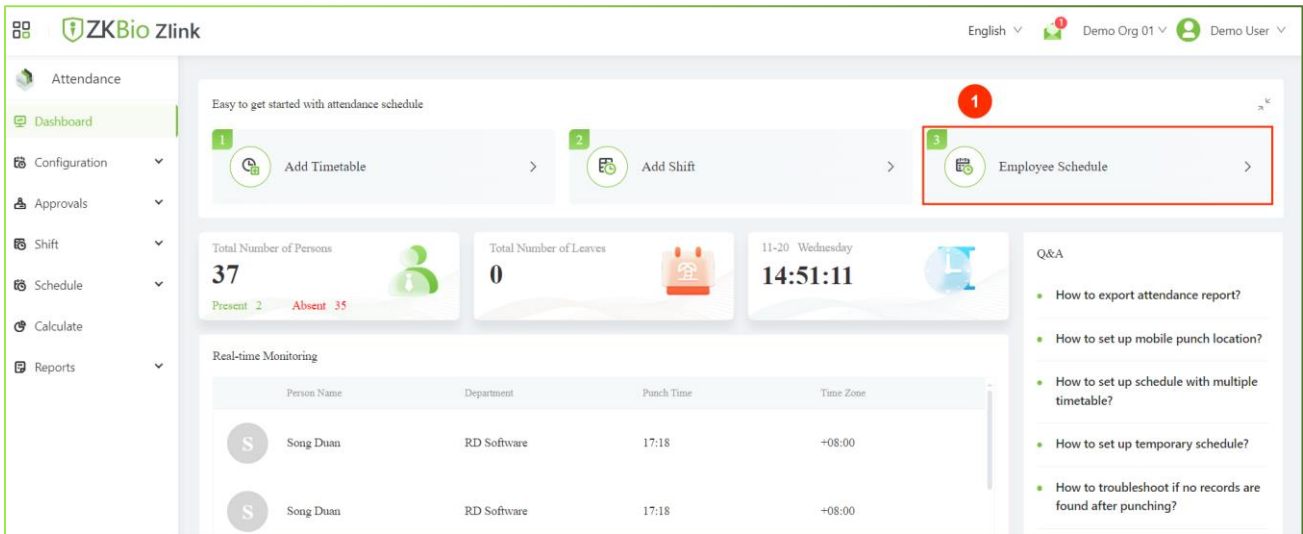 ZKBio Zlink
English
1
Demo Org 01
Demo User
Attendance
Dashboard
Configuration
Approvals
Shift
Schedule
Calculate
Reports
Easy to get started with attendance schedule
1
1
Add Timetable
2
Add Shift
3
Employee Schedule
Total Number of Persons
37
Present 2 Absent 35
Total Number of Leaves
0
11-20 Wednesday
14:51:11
Real-time Monitoring
Person Name Department Punch Time Time Zone
S Song Duan RD Software 17:18 +08:00
S Song Duan RD Software 17:18 +08:00
Q&A
How to export attendance report?
How to set up mobile punch location?
How to set up schedule with multiple
timetable?
How to set up temporary schedule?
How to troubleshoot if no records are
found after punching?